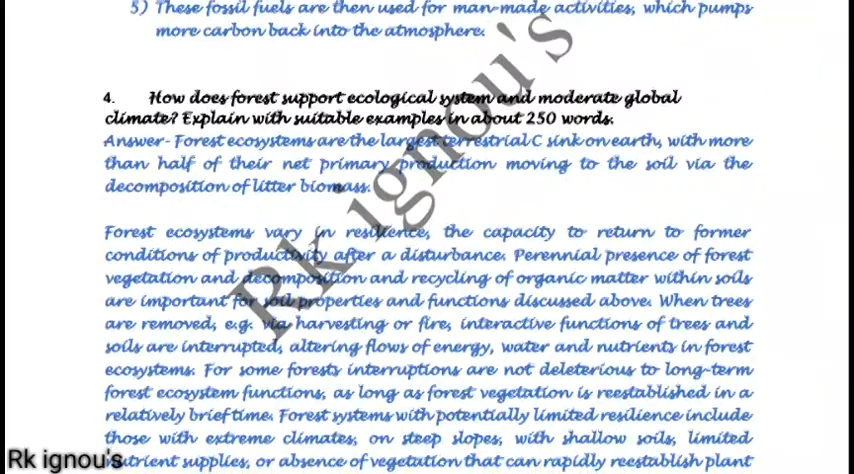 5) These fossil fuels are then used for man-made activities, which pumps
more carbon back into the atmosphere.
4. How does forest support ecological system and moderate global
climate? Explain with suitable examples in about 250 words.
Answer- Forest ecosystems are the largest terrestrial C sink on earth, with more
than half of their net primary production moving to the soil via the
decomposition of litter biomass.
Forest ecosystems vary in resilience, the capacity to return to former
conditions of productivity after a disturbance. Perennial presence of forest
vegetation and decomposition and recycling of organic matter within soils
are important for soil properties and functions discussed above. When trees
are removed, e.g. via harvesting or fire, interactive functions of trees and
soils are interrupted, altering flows of energy, water and nutrients in forest
ecosystems. For some forests interruptions are not deleterious to long-term
forest ecosystem functions, as long as forest vegetation is reestablished in a
relatively brief time. Forest systems with potentially limited resilience include
those with extreme climates, on steep slopes, with shallow soils, limited
nutrient supplies, or absence of vegetation that can rapidly reestablish plant
Rk ignou's
Rk ignou's